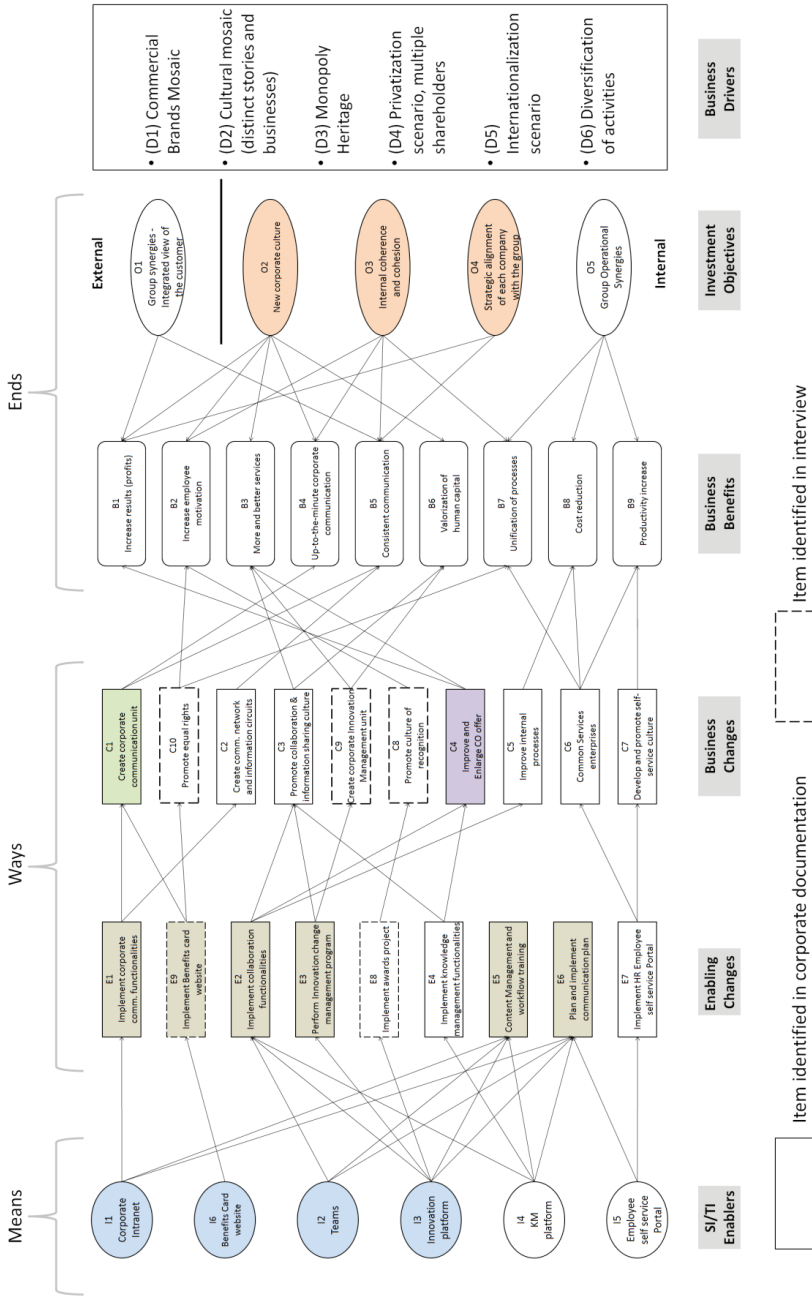 Means
Ways
Ends
I1
Corporate
Intranet
I6
Benefits Card
website
I2
Teams
I3
Innovation
platform
I4
KM
platform
I5
Employee
self service
Portal
SI/TI
Enablers
E1
Implement corporate
comm. functionalities
E9
Implement Benefits card
website
E2
Implement collaboration
functionalities
E3
Perform Innovation change
management program
E8
Implement awards project
E4
Implement knowledge
management functionalities
E5
Content Management and
workflow training
E6
Plan and implement
communication plan
E7
Implement HR Employee
self service Portal
Enabling
Changes
C1
Create corporate
communication unit
C10
Promote equal rights
C2
Create comm. network
and information circuits
C3
Promote collaboration &
information sharing culture
C9
Create corporate Innovation
Management unit
C8
Promote culture of
recognition
C4
Improve and
Enlarge CO offer
C5
Improve internal
processes
C6
Common Services
enterprises
C7
Develop and promote self-
service culture
Business
Changes
B1
Increase results (profits)
B2
Increase employee
motivation
B3
More and better services
B4
Up-to-the-minute corporate
communication
B5
Consistent communication
B6
Valorization of
human capital
B7
Unification of processes
B8
Cost reduction
B9
Productivity increase
Business
Benefits
External
O1
Group synergies -
Integrated view of
the customer
O2
New corporate culture
O3
Internal coherence
and cohesion
O4
Strategic alignment
of each company
with the group
O5
Group Operational
Synergies
Internal
Investment
Objectives
• (D1) Commercial
Brands Mosaic
• (D2) Cultural mosaic
(distinct stories and
businesses)
• (D3) Monopoly
Heritage
• (D4) Privatization
scenario, multiple
shareholders
• (D5)
Internationalization
scenario
• (D6) Diversification
of activities
Business
Drivers
Item identified in corporate documentation
Item identified in interview